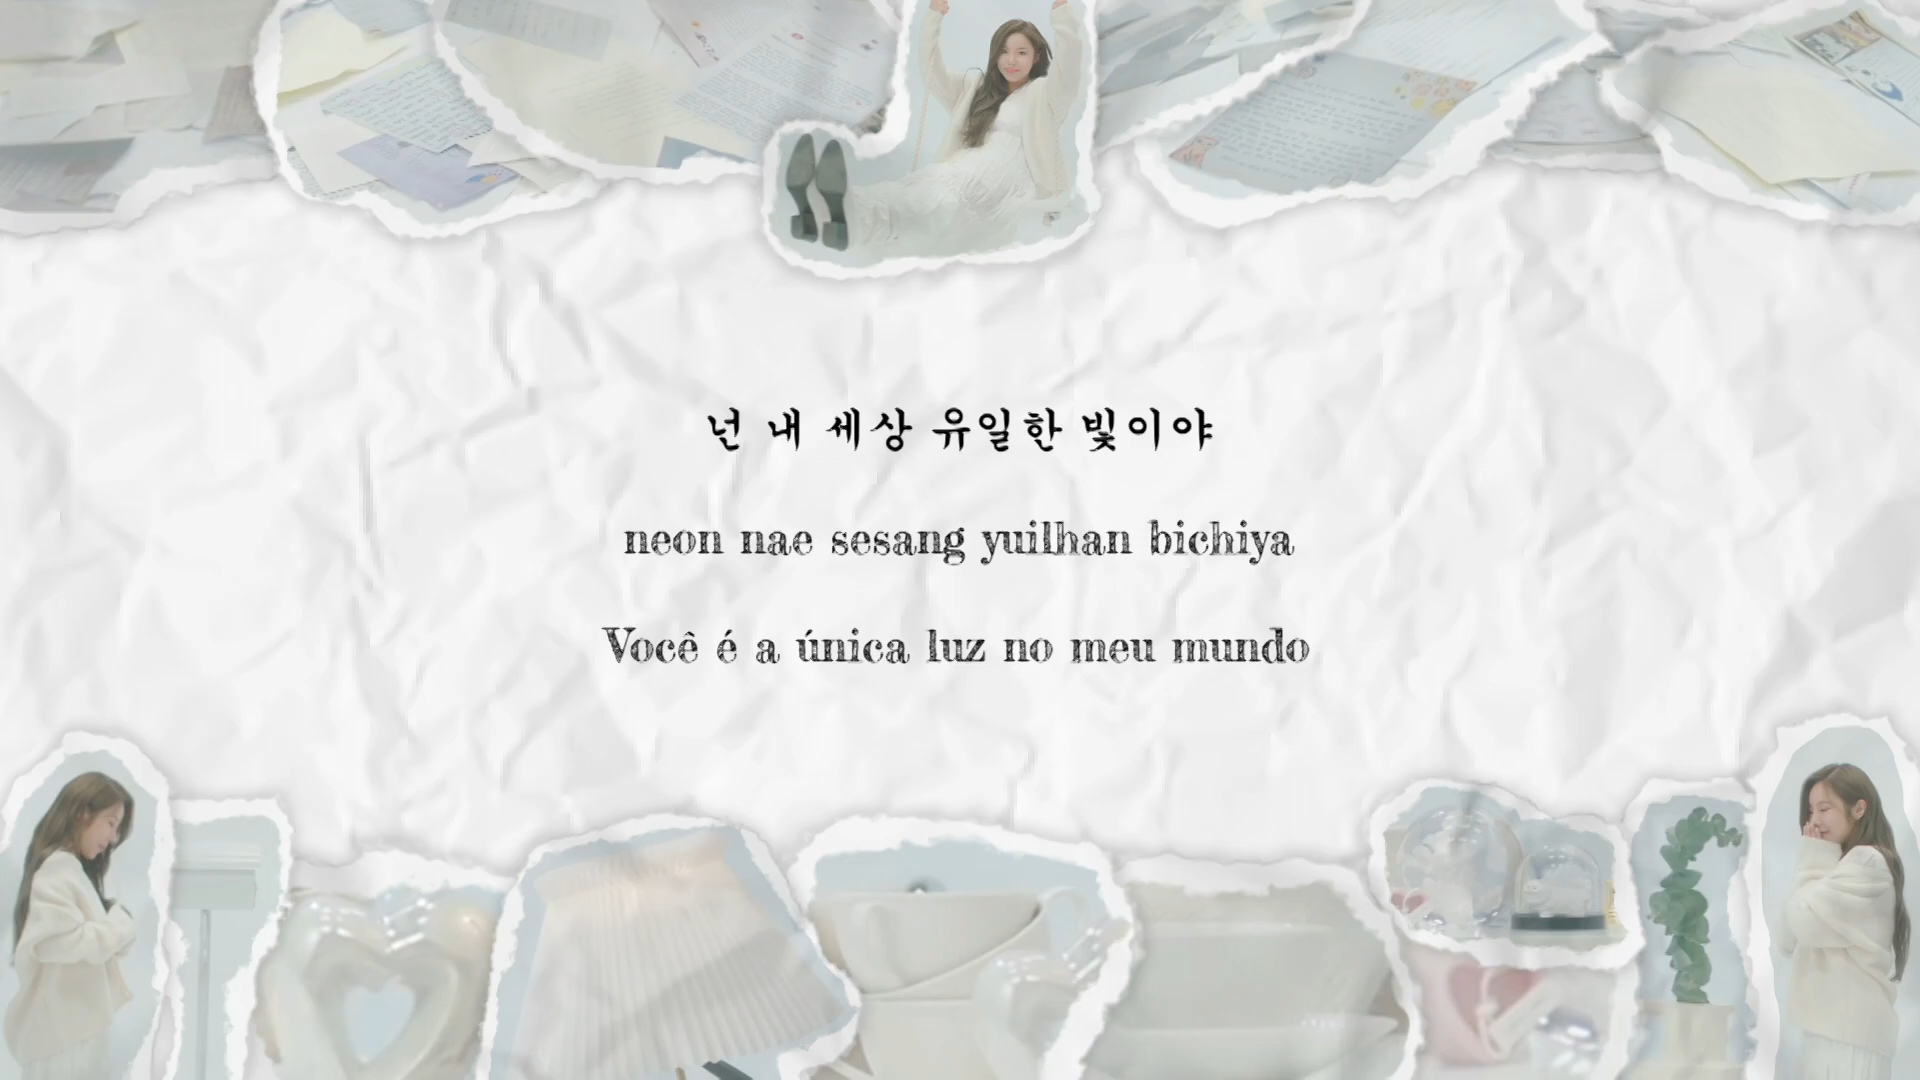 넌 내 세상 유일한 빛이야
neon nae sesang yuilhan bichiya
Você é a única luz no meu mundo